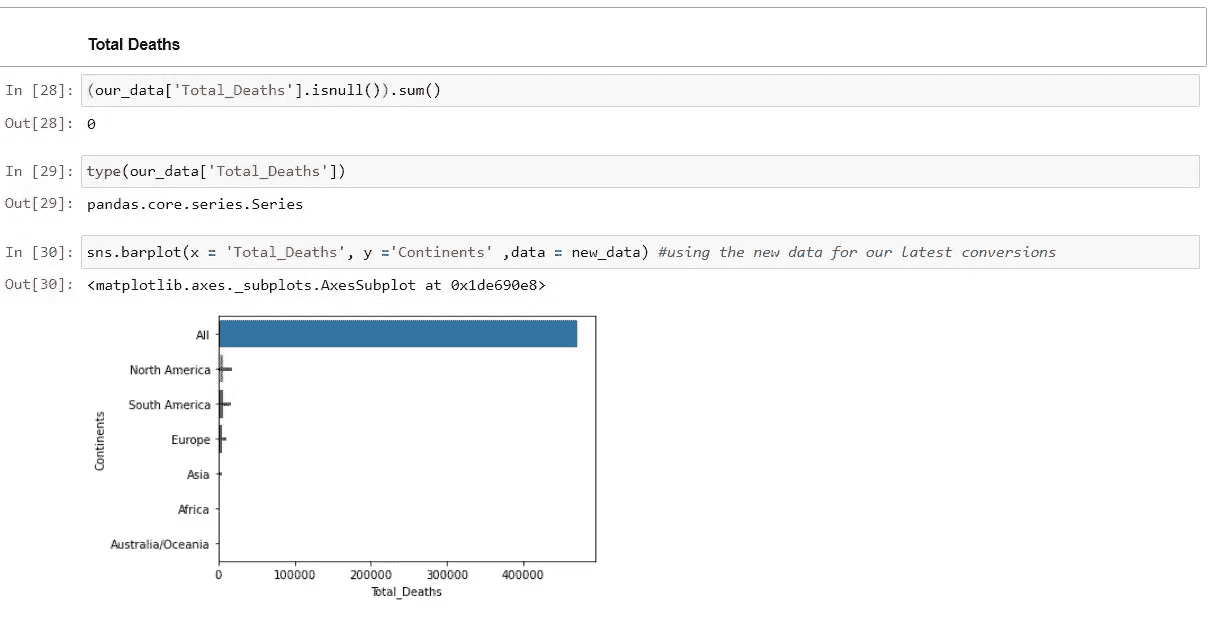 Total Deaths
In [28]: (our_data['Total_Deaths'].isnull()).sum()
Out[28]: 0
In [29]: type(our_data['Total_Deaths'])
Out[29]: pandas.core.series.Series
In [30]: sns.barplot(x = 'Total_Deaths', y ='Continents' ,data = new_data) #using the new data for our latest conversions
Out[30]: <matplotlib.axes._subplots.AxesSubplot at 0x1de690e8>
All
North America
South America
Europe
Asia
Africa
Australia/Oceania
Continents
0 100000 200000 300000 400000
Total_Deaths